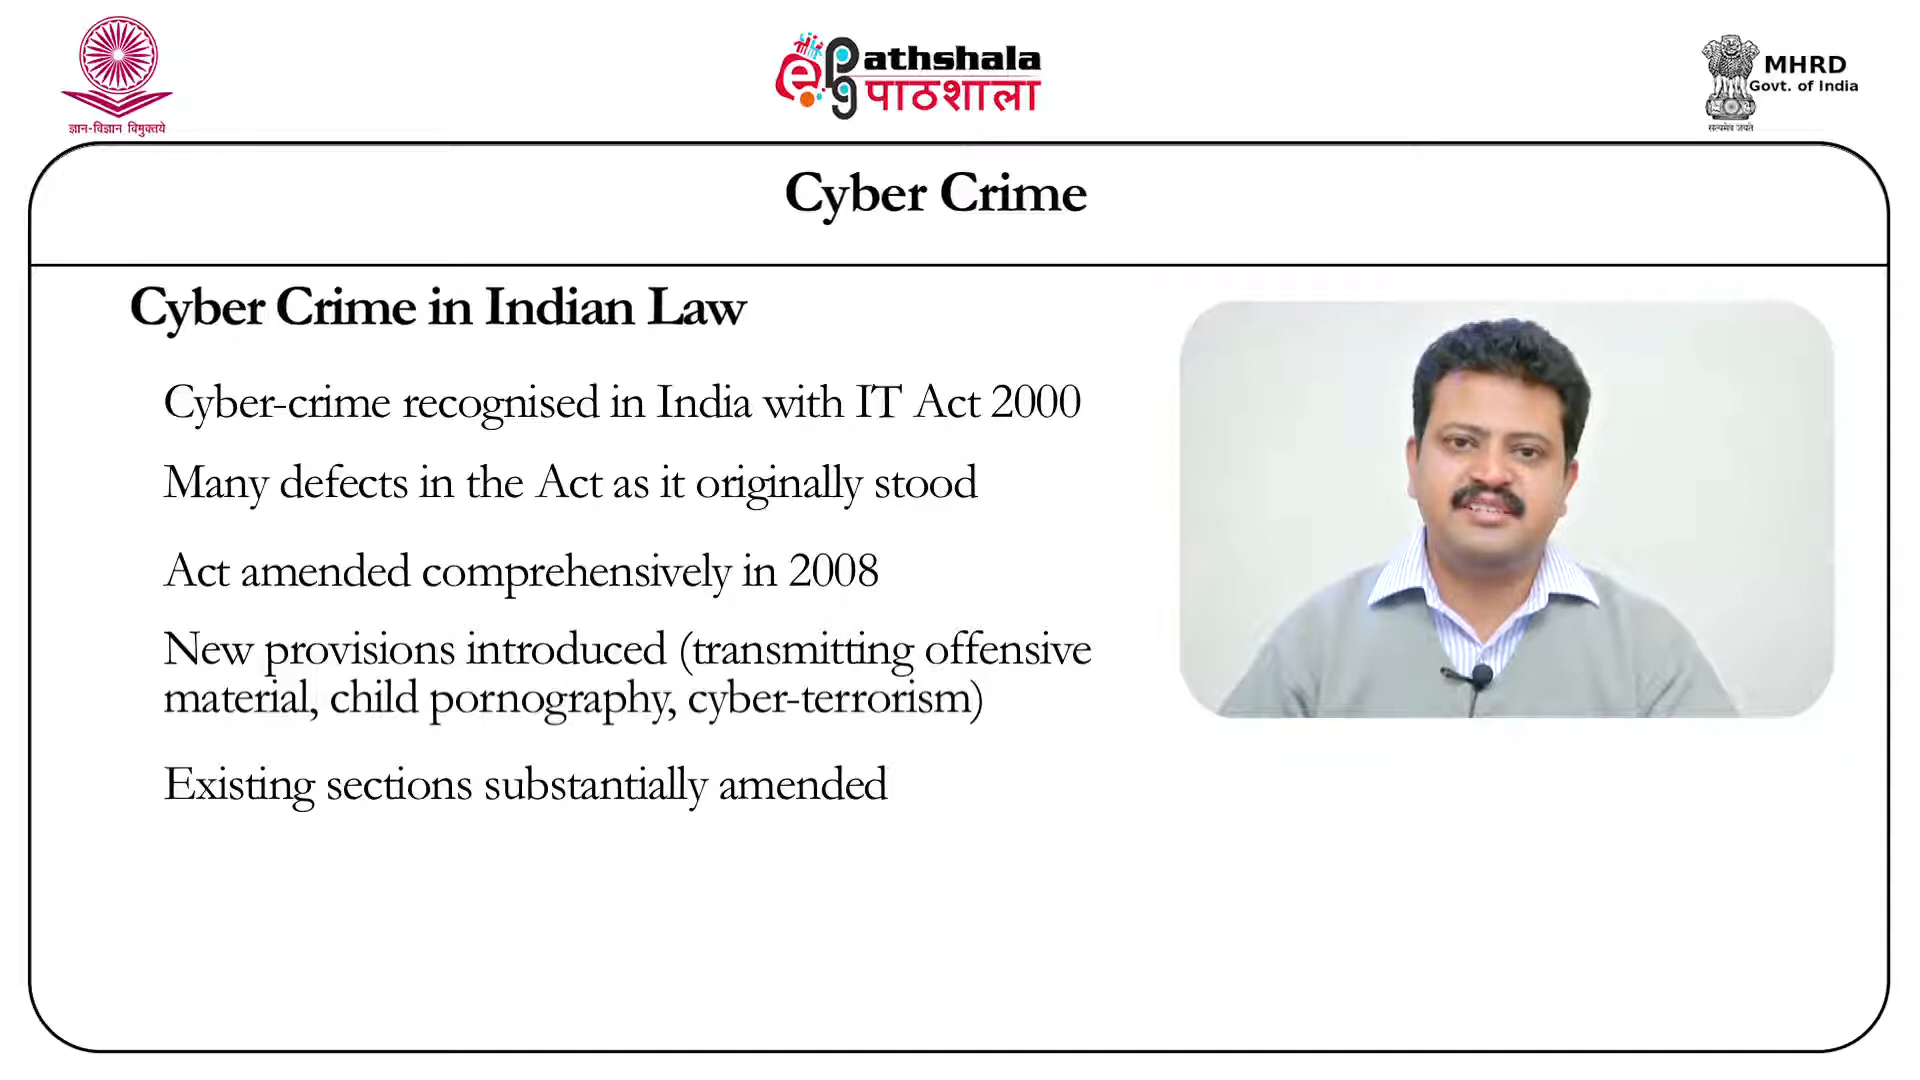 ज्ञान-विज्ञान विमुक्तये
ePathshala
पाठशाला
MHRD
Govt. of India
सत्यमेव जयते
Cyber Crime
Cyber Crime in Indian Law
Cyber-crime recognised in India with IT Act 2000
Many defects in the Act as it originally stood
Act amended comprehensively in 2008
New provisions introduced (transmitting offensive
material, child pornography, cyber-terrorism)
Existing sections substantially amended